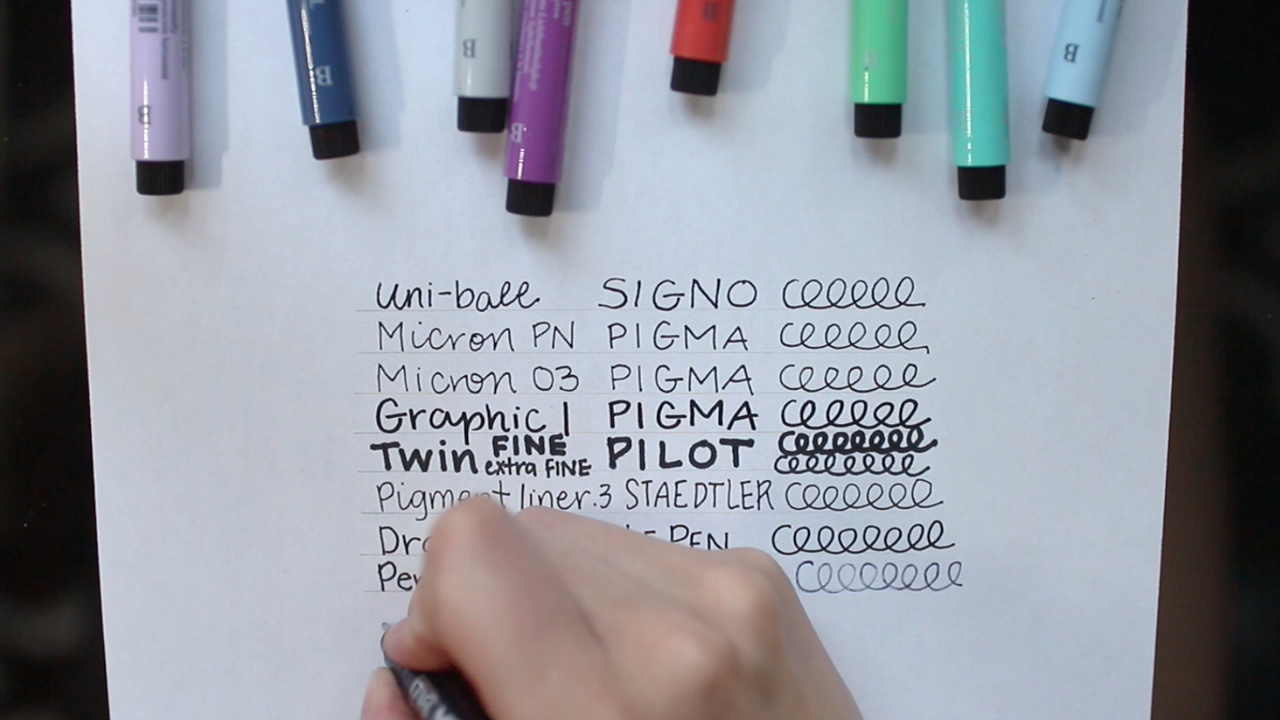 uni-ball SIGNO
Micron PN PIGMA
Micron 03 PIGMA
Graphic 1 PIGMA
Twin FINE extra FINE PILOT
Pigment liner.3 STAEDTLER
PEN
B
B
B
B
B